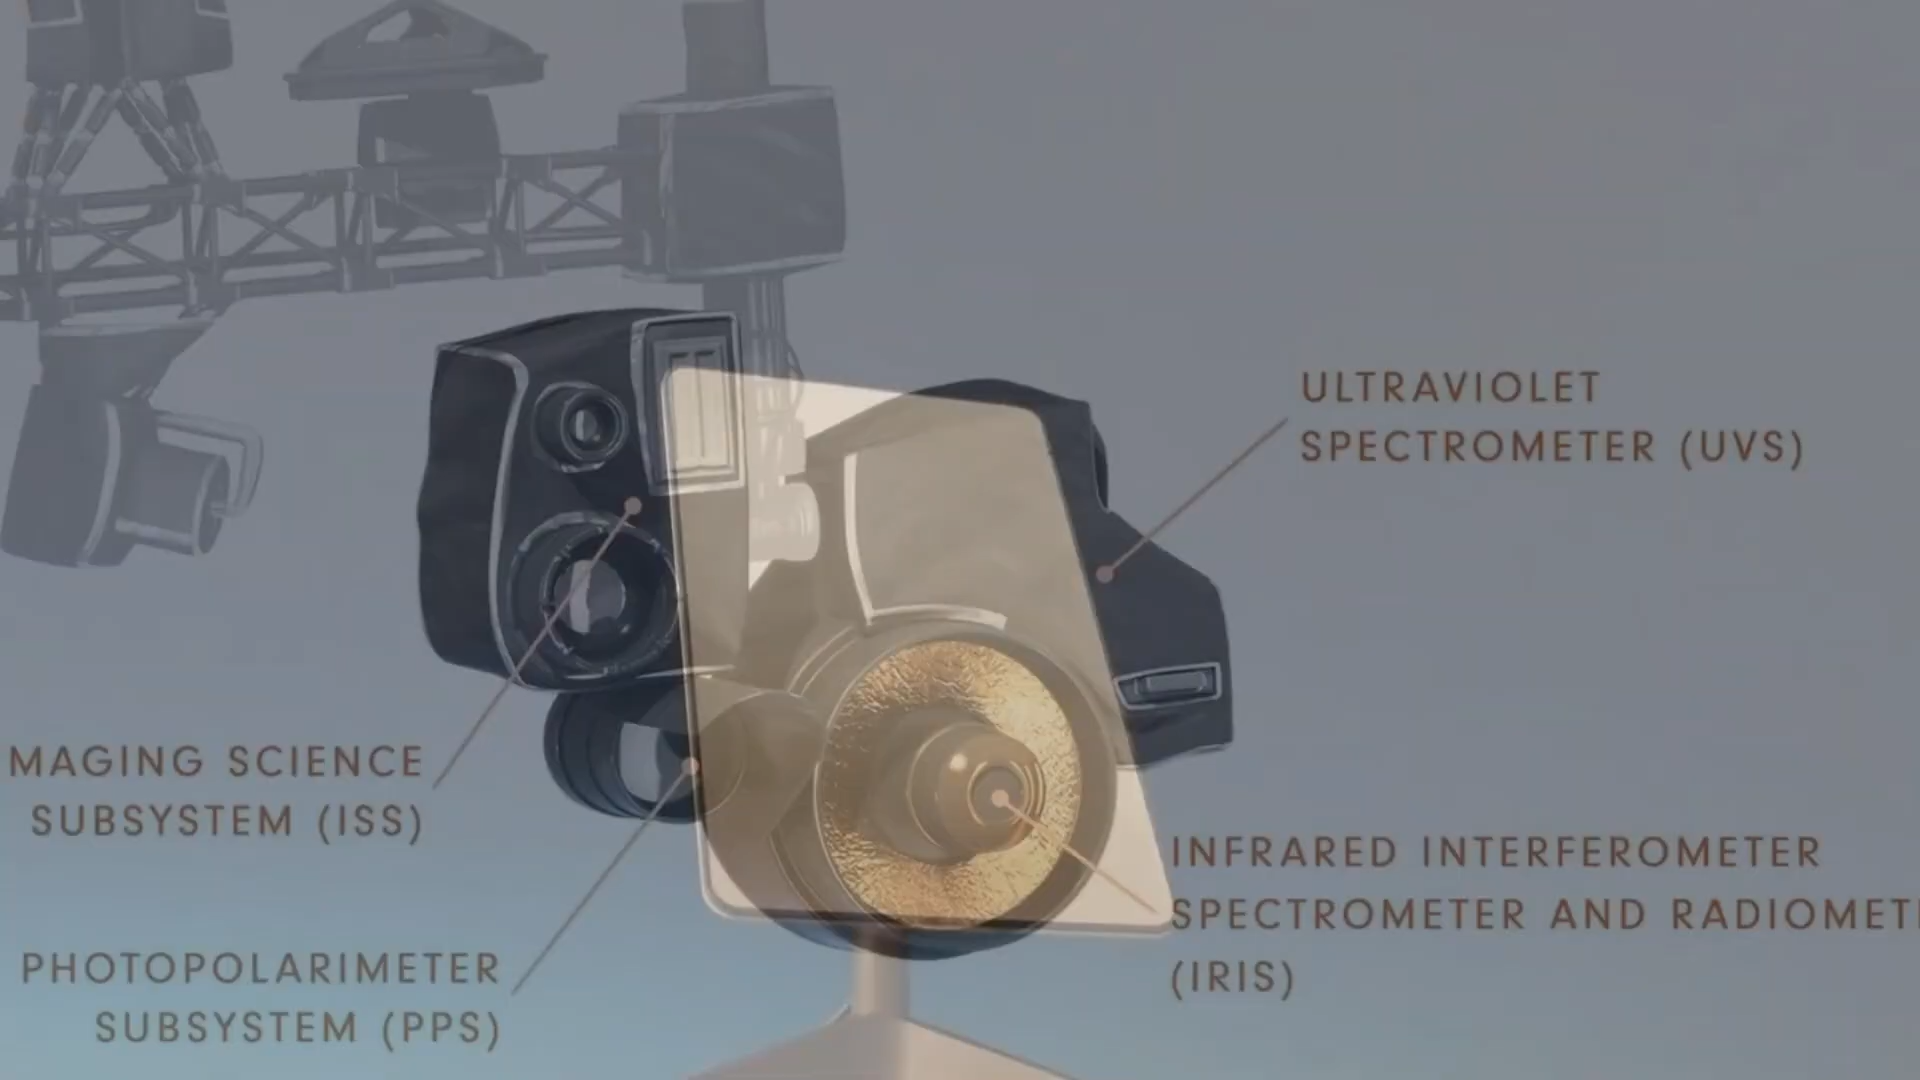 ULTRAVIOLET
SPECTROMETER (UVS)
MAGING SCIENCE
SUBSYSTEM (ISS)
INFRARED INTERFEROMETER
SPECTROMETER AND RADIOMET
(IRIS)
PHOTOPOLARIMETER
SUBSYSTEM (PPS)